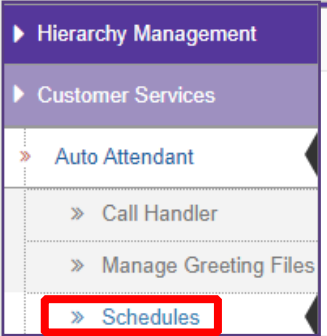 Hierarchy Management
Customer Services
» Auto Attendant
» Call Handler
» Manage Greeting Files
» Schedules